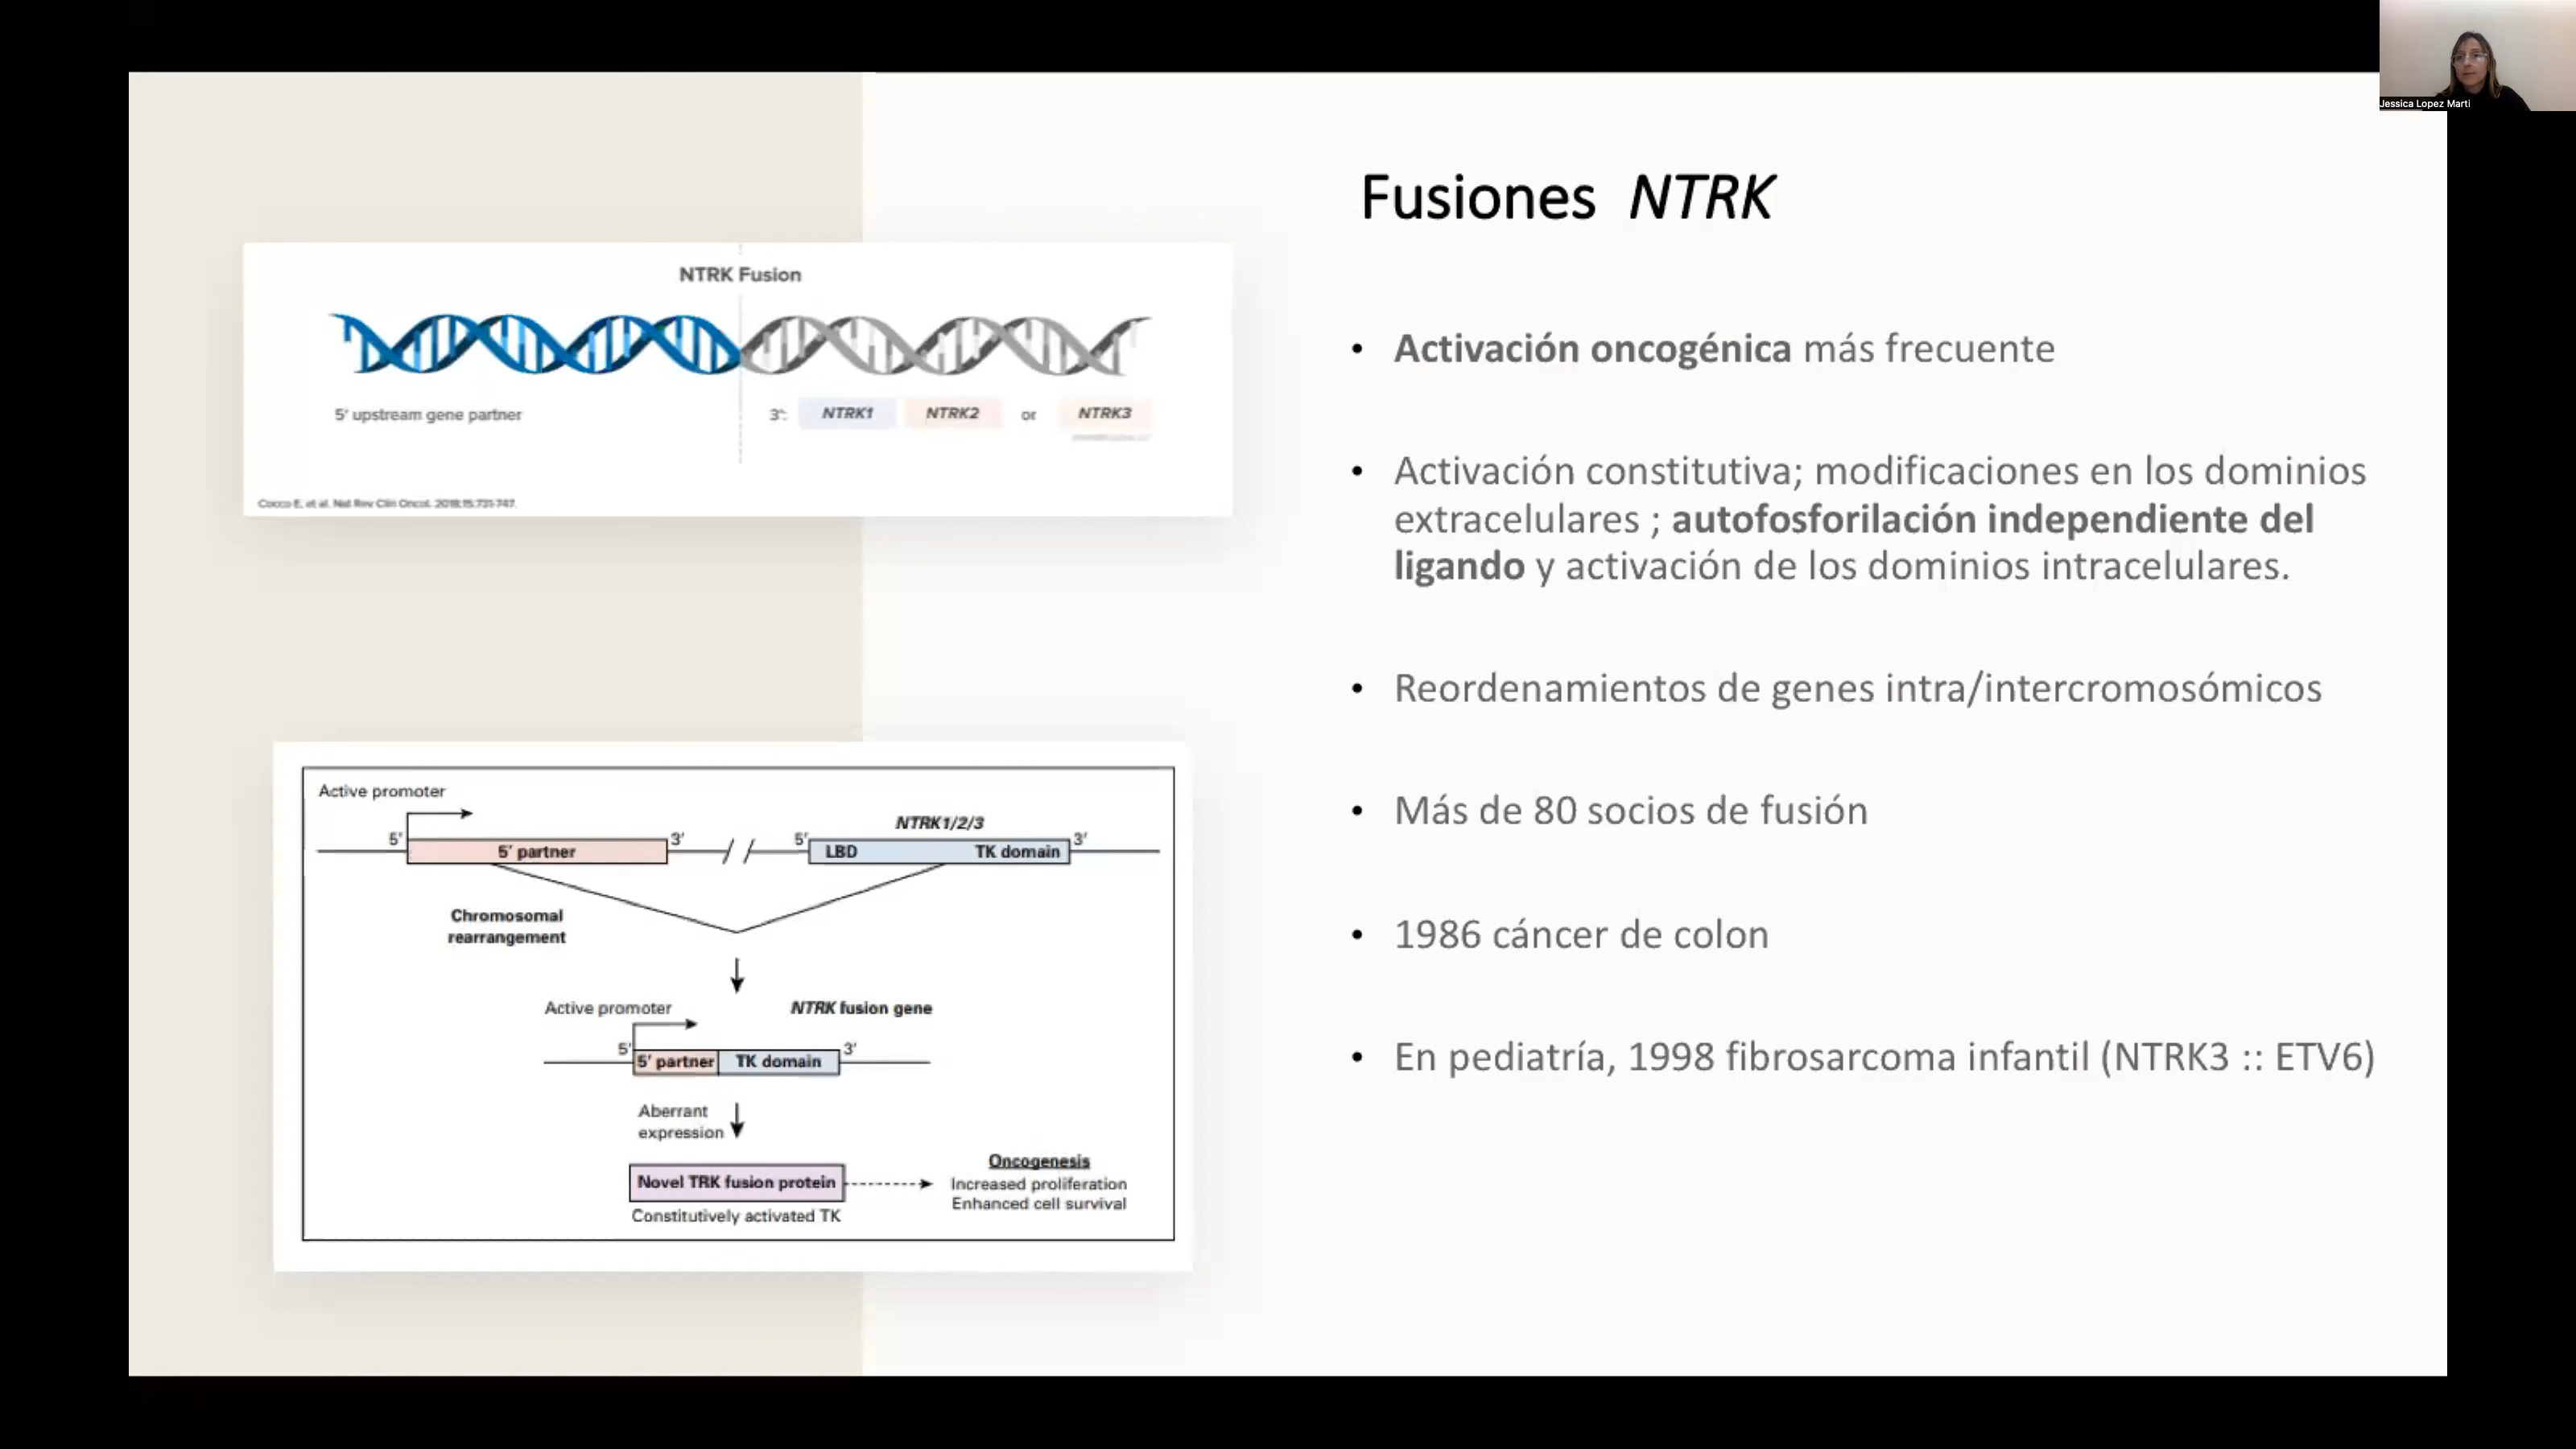 Jessica Lopez Marti
Fusiones NTRK
NTRK Fusion
5' upstream gene partner
3': NTRK1 NTRK2 or NTRK3
Cocco E, et al. Nat Rev Clin Oncol. 2018;15:731-747.
• Activación oncogénica más frecuente
• Activación constitutiva; modificaciones en los dominios
extracelulares ; autofosforilación independiente del
ligando y activación de los dominios intracelulares.
• Reordenamientos de genes intra/intercromosómicos
• Más de 80 socios de fusión
• 1986 cáncer de colon
• En pediatría, 1998 fibrosarcoma infantil (NTRK3 :: ETV6)
Active promoter
NTRK1/2/3
5' 3' 5' 3'
5' partner LBD TK domain
Chromosomal
rearrangement
Active promoter NTRK fusion gene
5' 3'
5' partner TK domain
Aberrant
expression
Novel TRK fusion protein
Constitutively activated TK
Oncogenesis
Increased proliferation
Enhanced cell survival